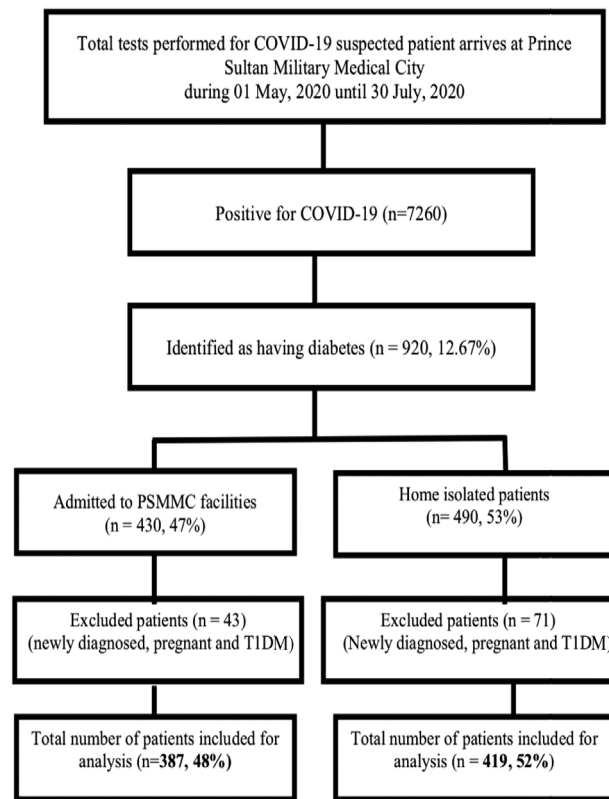 Total tests performed for COVID-19 suspected patient arrives at Prince
Sultan Military Medical City
during 01 May, 2020 until 30 July, 2020
Positive for COVID-19 (n=7260)
Identified as having diabetes (n = 920, 12.67%)
Admitted to PSMMC facilities
(n = 430, 47%)
Home isolated patients
(n= 490, 53%)
Excluded patients (n = 43)
(newly diagnosed, pregnant and T1DM)
Excluded patients (n = 71)
(Newly diagnosed, pregnant and T1DM)
Total number of patients included for
analysis (n=387, 48%)
Total number of patients included for
analysis (n = 419, 52%)